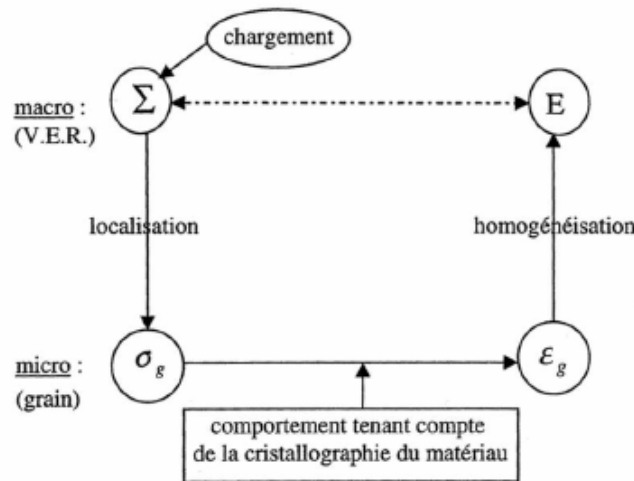 chargement
macro :
(V.E.R.)
Σ
E
localisation
homogénéisation
micro :
(grain)
σg
εg
comportement tenant compte
de la cristallographie du matériau